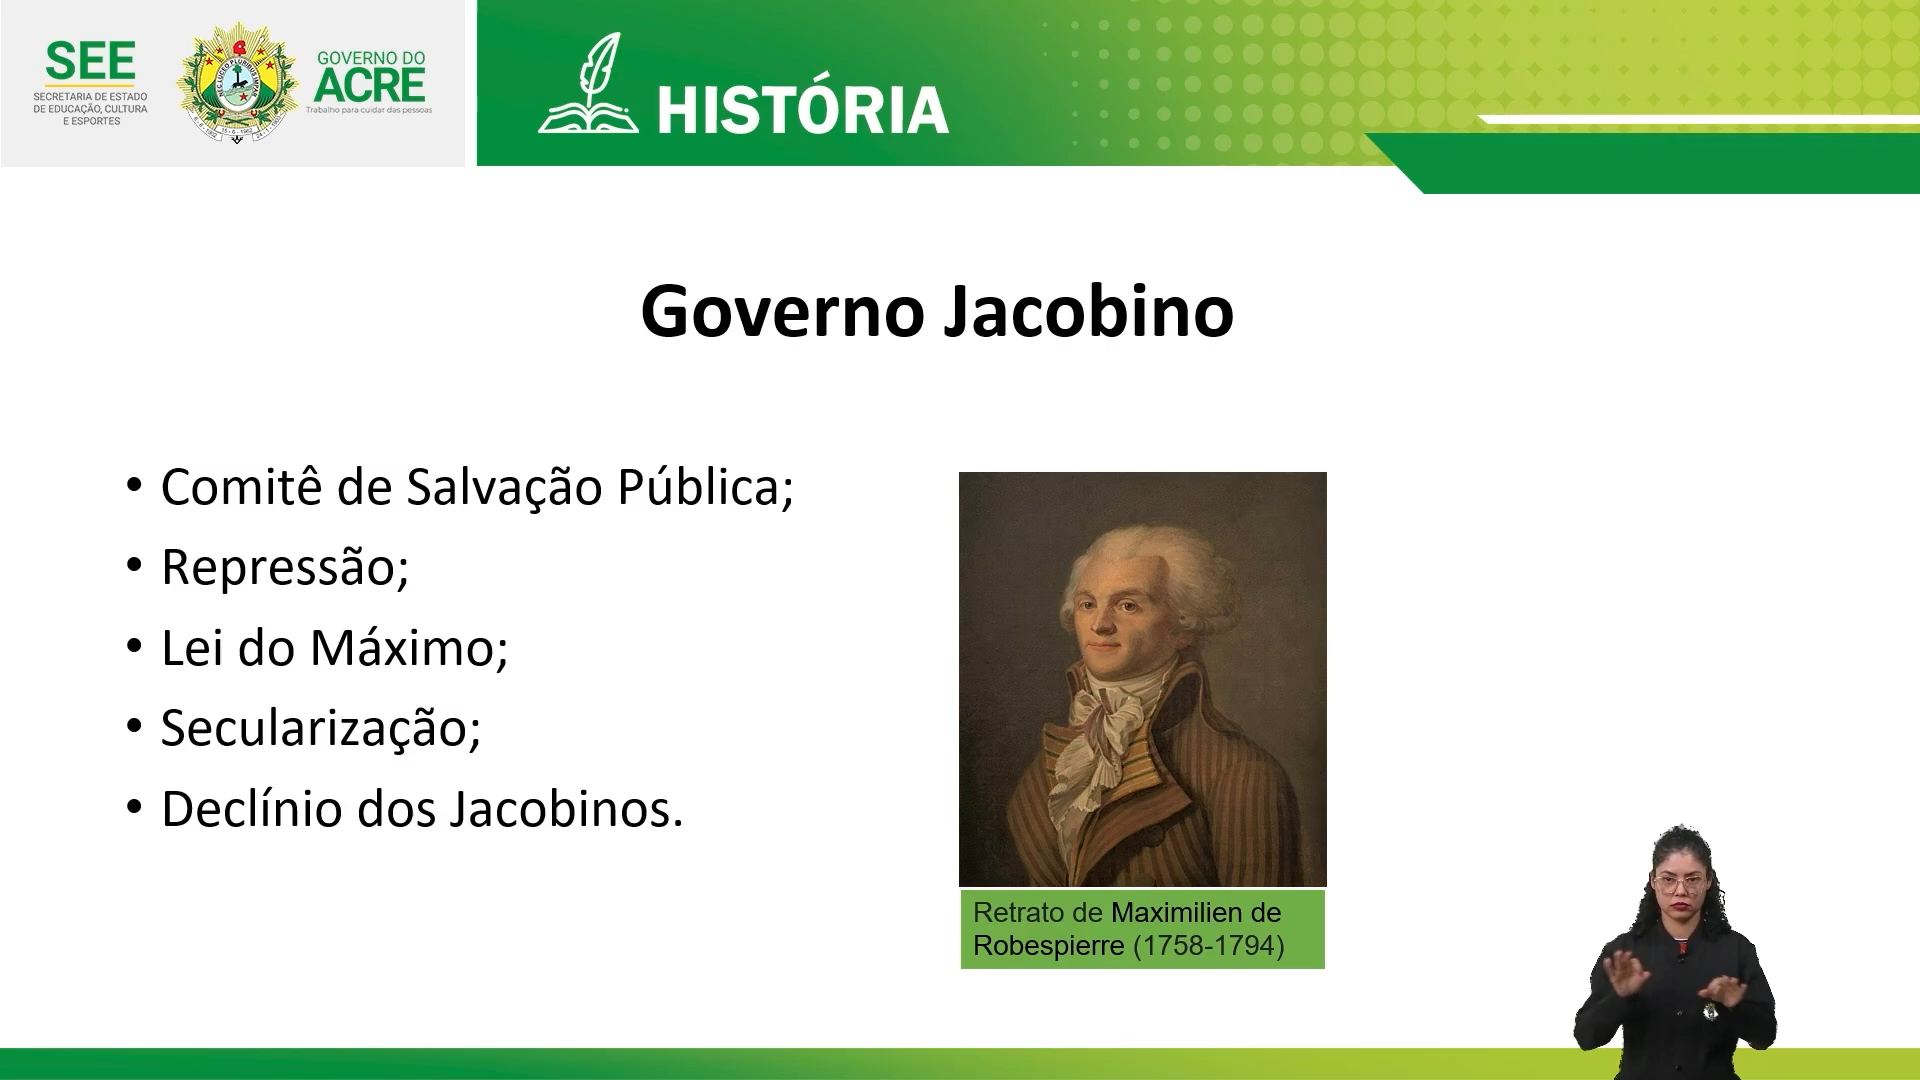 SEE
SECRETARIA DE ESTADO
DE EDUCAÇÃO, CULTURA
E ESPORTES
GOVERNO DO
ACRE
Trabalho para cuidar das pessoas
HISTÓRIA
Governo Jacobino
• Comitê de Salvação Pública;
• Repressão;
• Lei do Máximo;
• Secularização;
• Declínio dos Jacobinos.
Retrato de Maximilien de
Robespierre (1758-1794)